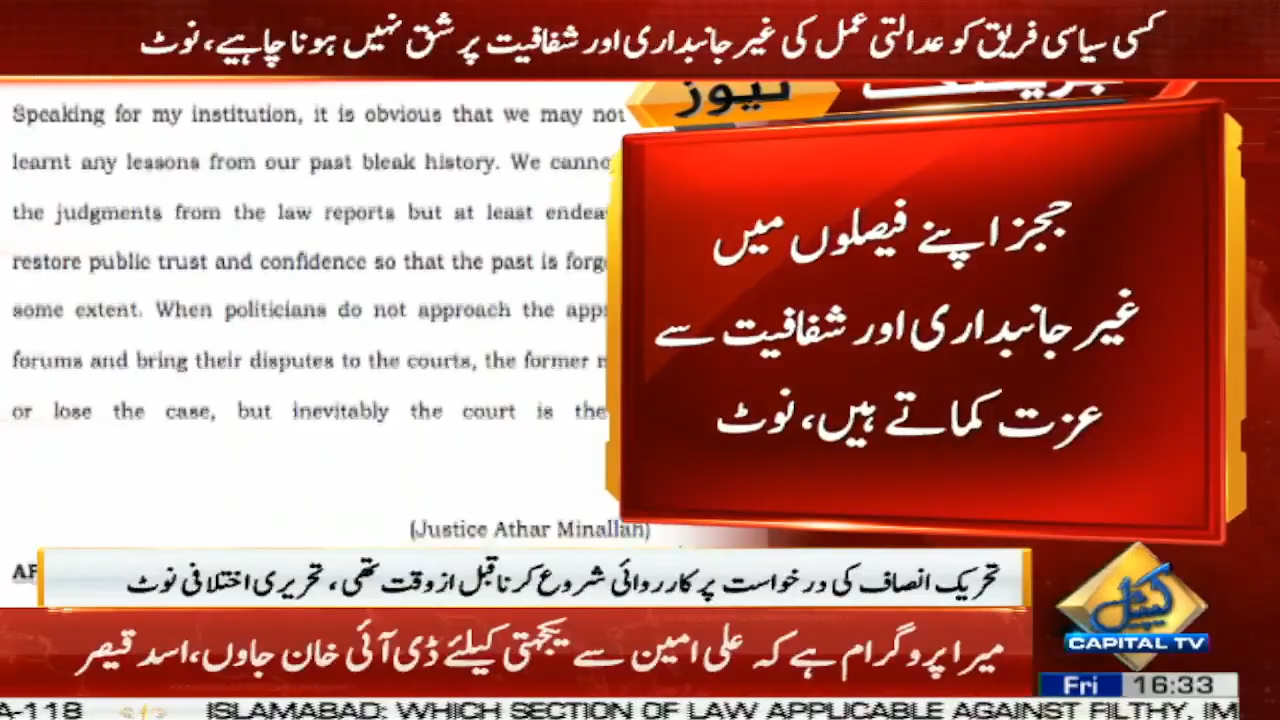 کسی سیاسی فریق کو عدالتی عمل کی غیر جانبداری اور شفافیت پر شق نہیں ہونا چاہیے، نوٹ
نیوز
Speaking for my institution, it is obvious that we may not
learnt any lessons from our past bleak history. We
the judgments from the law reports but at least
restore public trust and confidence so that the past is
some extent. When politicians do not approach the
forums and bring their disputes to the courts, the former
or lose the case, but inevitably the court is the
(Justice Athar Minallah)
ججز اپنے فیصلوں میں
غیر جانبداری اور شفافیت سے
عزت کماتے ہیں، نوٹ
تحریک انصاف کی درخواست پر کارروائی شروع کرنا قبل از وقت تھی، تحریری اختلافی نوٹ
میرا پروگرام ہے کہ علی امین سے یکجہتی کیلئے ڈی آئی خان جاوں، اسد قیصر
کیپیٹل
CAPITAL TV
Fri 16:33
A-118 ISLAMABAD: WHICH SECTION OF LAW APPLICABLE AGAINST FILTHY, IM